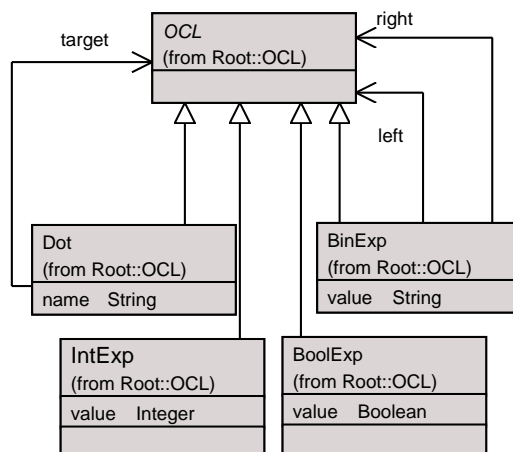 OCL
(from Root::OCL)
target
right
left
Dot
(from Root::OCL)
name String
BinExp
(from Root::OCL)
value String
IntExp
(from Root::OCL)
value Integer
BoolExp
(from Root::OCL)
value Boolean